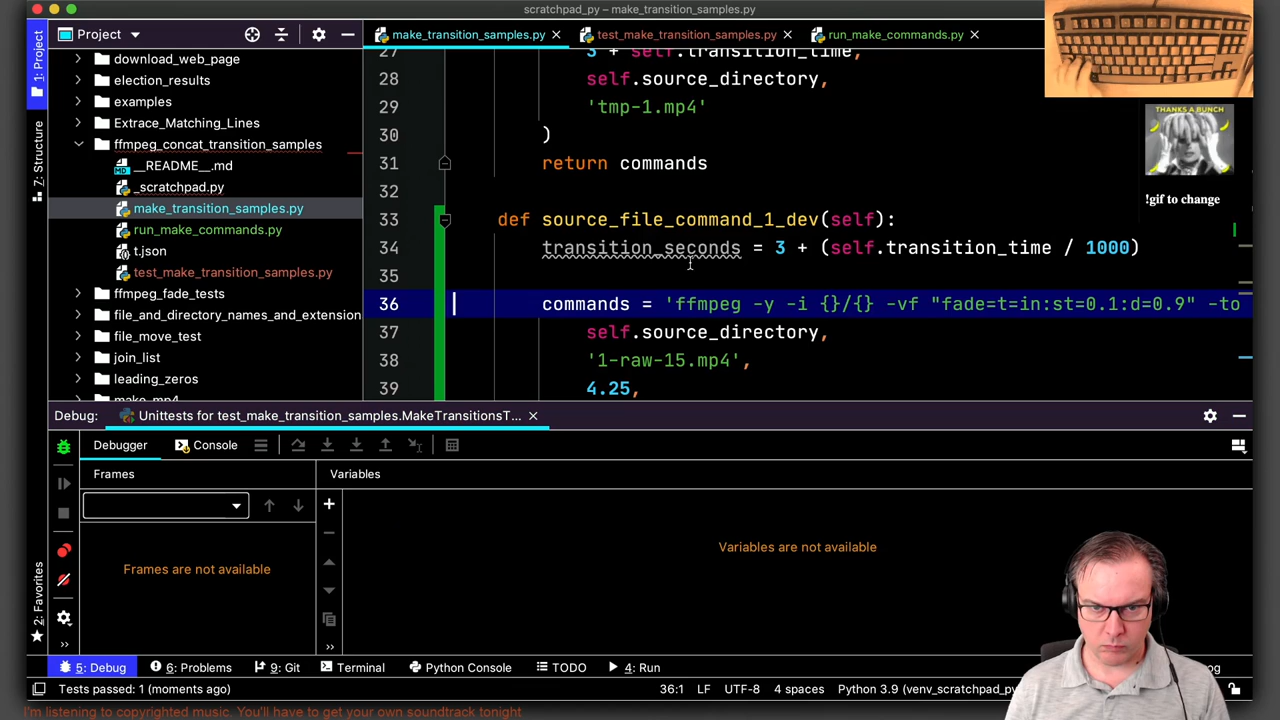 scratchpad_py – make_transition_samples.py
Project
make_transition_samples.py
test_make_transition_samples.py
run_make_commands.py
1: Project
7: Structure
2: Favorites
download_web_page
election_results
examples
Extrace_Matching_Lines
ffmpeg_concat_transition_samples
__README__.md
_scratchpad.py
make_transition_samples.py
run_make_commands.py
t.json
test_make_transition_samples.py
ffmpeg_fade_tests
file_and_directory_names_and_extension
file_move_test
join_list
leading_zeros
make_mp4
27 3 + self.transition_time,
28 self.source_directory,
29 'tmp-1.mp4'
30 )
31 return commands
32
33 def source_file_command_1_dev(self):
34 transition_seconds = 3 + (self.transition_time / 1000)
35
36 commands = 'ffmpeg -y -i {}/{} -vf "fade=t=in:st=0.1:d=0.9" -to
37 self.source_directory,
38 '1-raw-15.mp4',
39 4.25,
THANKS A BUNCH
!gif to change
Debug: Unittests for test_make_transition_samples.MakeTransitionsT...
Debugger Console
Frames Variables
Frames are not available
Variables are not available
5: Debug 6: Problems 9: Git Terminal Python Console TODO 4: Run
Tests passed: 1 (moments ago) 36:1 LF UTF-8 4 spaces Python 3.9 (venv_scratchpad_py
I'm listening to copyrighted music. You'll have to get your own soundtrack tonight